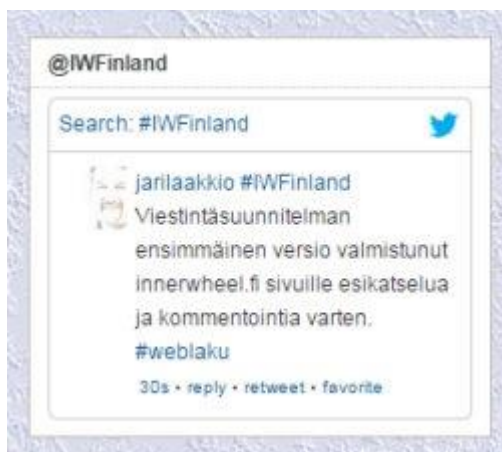 @IWFinland
Search: #IWFinland
jarilaakkio #IWFinland
Viestintäsuunnitelman
ensimmäinen versio valmistunut
innerwheel.fi sivuille esikatselua
ja kommentointia varten.
#weblaku
30s • reply • retweet • favorite